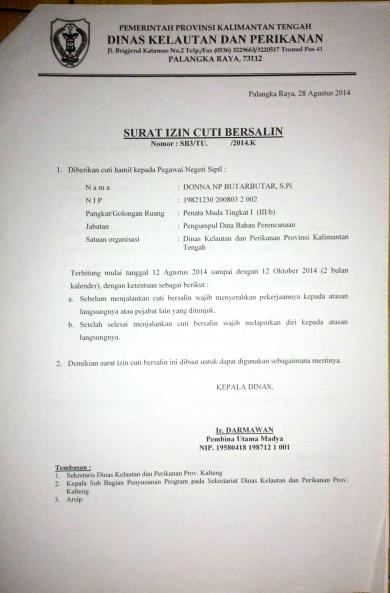 PEMERINTAH PROVINSI KALIMANTAN TENGAH
DINAS KELAUTAN DAN PERIKANAN
Jl. Brigjend Katamso No.2 Telp./Fax (0536) 3229663/3220517 Tromol Pos 41
PALANGKA RAYA, 73112
Palangka Raya, 28 Agustus 2014
SURAT IZIN CUTI BERSALIN
Nomor : SB3/TU. /2014.K
1. Diberikan cuti hamil kepada Pegawai Negeri Sipil :
N a m a : DONNA NP BUTARBUTAR, S.Pi
N I P : 19821230 200803 2 002
Pangkat/Golongan Ruang : Penata Muda Tingkat I (III/b)
Jabatan : Pengumpul Data Bahan Perencanaan
Satuan organisasi : Dinas Kelautan dan Perikanan Provinsi Kalimantan
Tengah
Terhitung mulai tanggal 12 Agustus 2014 sampai dengan 12 Oktober 2014 (2 bulan
kalender), dengan ketentuan sebagai berikut :
a. Sebelum menjalankan cuti bersalin wajib menyerahkan pekerjaannya kepada atasan
langsungnya atau pejabat lain yang ditunjuk.
b. Setelah selesai menjalankan cuti bersalin wajib melaporkan diri kepada atasan
langsungnya.
2. Demikian surat izin cuti bersalin ini dibuat untuk dapat digunakan sebagaimana mestinya.
KEPALA DINAS,
Ir. DARMAWAN
Pembina Utama Madya
NIP. 19580418 198712 1 001
Tembusan :
1. Sekretaris Dinas Kelautan dan Perikanan Prov. Kalteng
2. Kepala Sub Bagian Penyusunan Program pada Sekretariat Dinas Kelautan dan Perikanan Prov.
Kalteng
3. Arsip